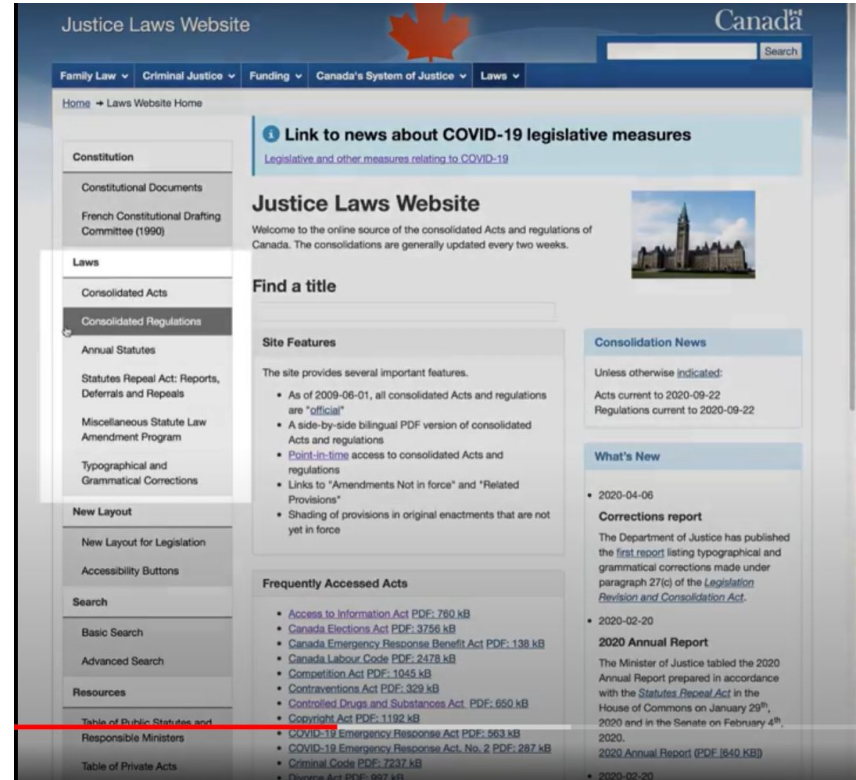 Justice Laws Website
Canada
Search
Family Law
Criminal Justice
Funding
Canada's System of Justice
Laws
Home → Laws Website Home
Constitution
Constitutional Documents
French Constitutional Drafting
Committee (1990)
Laws
Consolidated Acts
Consolidated Regulations
Annual Statutes
Statutes Repeal Act: Reports,
Deferrals and Repeals
Miscellaneous Statute Law
Amendment Program
Typographical and
Grammatical Corrections
New Layout
New Layout for Legislation
Accessibility Buttons
Search
Basic Search
Advanced Search
Resources
Table of Public Statutes and
Responsible Ministers
Table of Private Acts
Link to news about COVID-19 legislative measures
Legislative and other measures relating to COVID-19
Justice Laws Website
Welcome to the online source of the consolidated Acts and regulations of
Canada. The consolidations are generally updated every two weeks.
Find a title
Site Features
The site provides several important features.
• As of 2009-06-01, all consolidated Acts and regulations
are "official"
• A side-by-side bilingual PDF version of consolidated
Acts and regulations
• Point-in-time access to consolidated Acts and
regulations
• Links to "Amendments Not in force" and "Related
Provisions"
• Shading of provisions in original enactments that are not
yet in force
Frequently Accessed Acts
• Access to Information Act PDF: 760 kB
• Canada Elections Act PDF: 3756 kB
• Canada Emergency Response Benefit Act PDF: 138 kB
• Canada Labour Code PDF: 2478 kB
• Competition Act PDF: 1045 kB
• Contraventions Act PDF: 329 kB
• Controlled Drugs and Substances Act PDF: 650 kB
• Copyright Act PDF: 1192 kB
• COVID-19 Emergency Response Act PDF: 563 kB
• COVID-19 Emergency Response Act, No. 2 PDF: 287 kB
• Criminal Code PDF: 7237 kB
• Divorce Act PDF: 997 kB
Consolidation News
Unless otherwise indicated:
Acts current to 2020-09-22
Regulations current to 2020-09-22
What's New
• 2020-04-06
Corrections report
The Department of Justice has published
the first report listing typographical and
grammatical corrections made under
paragraph 27(c) of the Legislation
Revision and Consolidation Act.
• 2020-02-20
2020 Annual Report
The Minister of Justice tabled the 2020
Annual Report prepared in accordance
with the Statutes Repeal Act in the
House of Commons on January 29th,
2020 and in the Senate on February 4th,
2020.
2020 Annual Report (PDF [640 KB])
• 2020-02-20